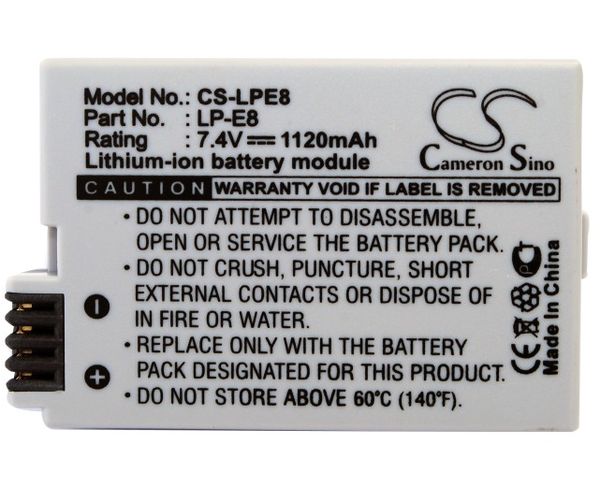 Model No.: CS-LPE8
Part No. : LP-E8
Rating : 7.4V⎓1120mAh
Lithium-ion battery module
CS
Cameron Sino
CAUTION WARRANTY VOID IF LABEL IS REMOVED
• DO NOT ATTEMPT TO DISASSEMBLE,
OPEN OR SERVICE THE BATTERY PACK.
• DO NOT CRUSH, PUNCTURE, SHORT
EXTERNAL CONTACTS OR DISPOSE OF
IN FIRE OR WATER.
• REPLACE ONLY WITH THE BATTERY
PACK DESIGNATED FOR THIS PRODUCT.
• DO NOT STORE ABOVE 60°C (140°F).
− 
+
CE PCT
Made In China